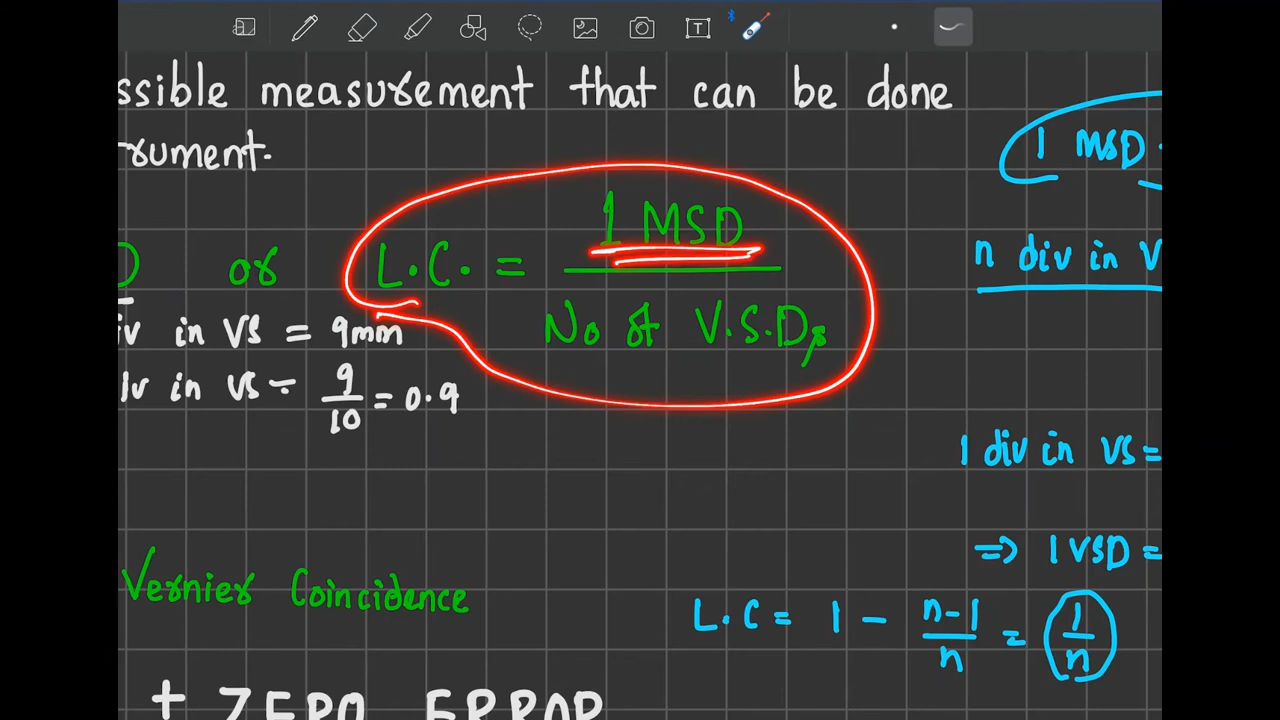 ssible measurement that can be done
rument.
1 MSD
or L.C. = 1 MSD / No of V.S.Ds
n div in V
div in VS = 9mm
div in VS = 9/10 = 0.9
1 div in VS =
⇒ 1 VSD =
Vernier Coincidence
L.C = 1 - n-1/n = 1/n
+ ZERO ERROR